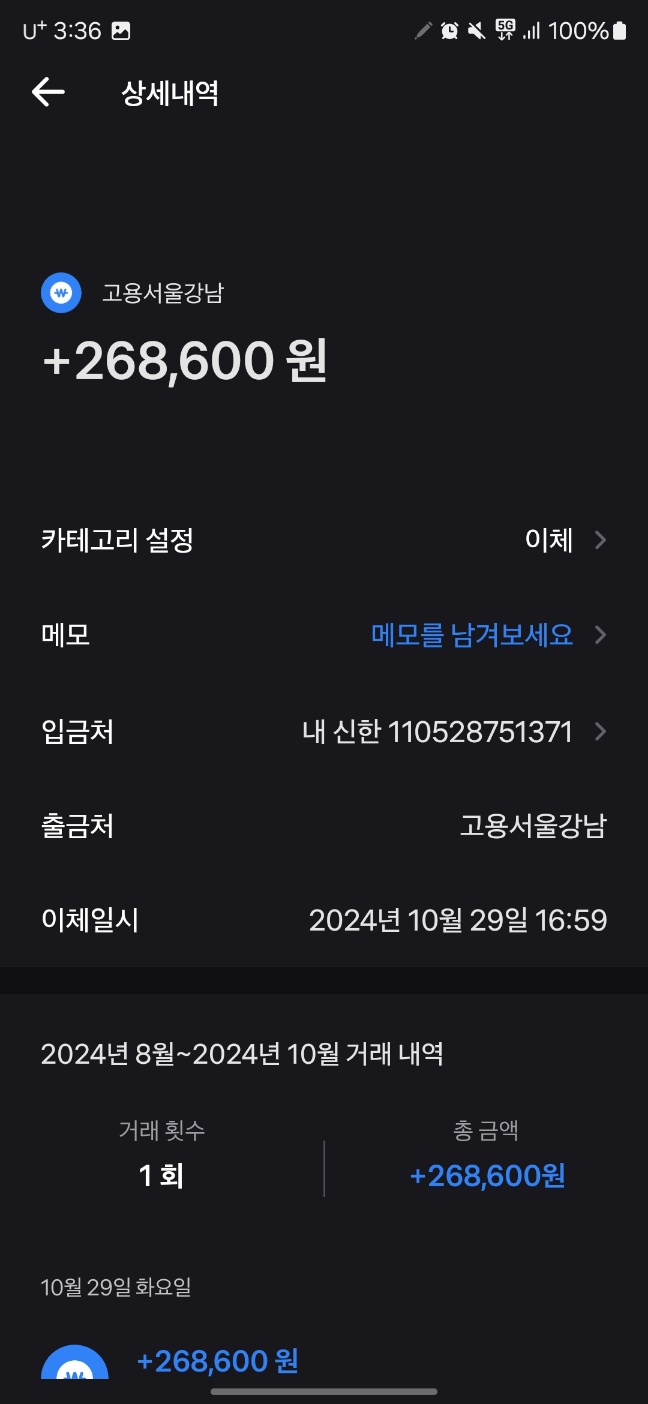 U+ 3:36 5G 100%
상세내역
고용서울강남
+268,600 원
카테고리 설정 이체
메모 메모를 남겨보세요
입금처 내 신한 110528751371
출금처 고용서울강남
이체일시 2024년 10월 29일 16:59
2024년 8월~2024년 10월 거래 내역
거래 횟수 총 금액
1 회 +268,600원
10월 29일 화요일
+268,600 원